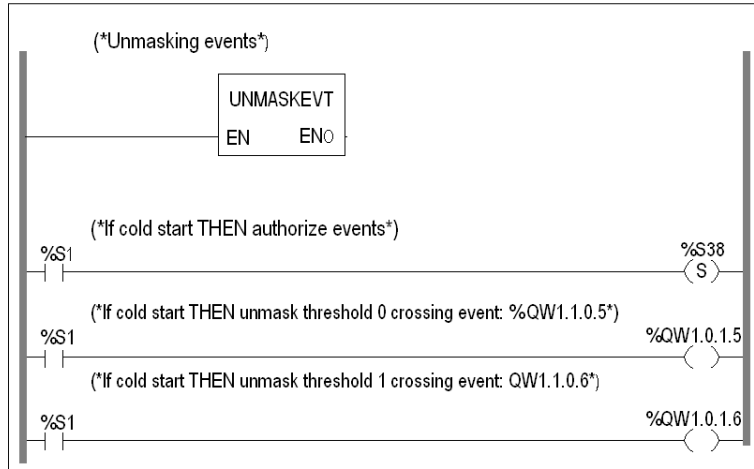 (*Unmasking events*)
UNMASKEVT
EN ENO
(*If cold start THEN authorize events*)
%S1 %S38
S
(*If cold start THEN unmask threshold 0 crossing event: %QW1.1.0.5*)
%S1 %QW1.0.1.5
(*If cold start THEN unmask threshold 1 crossing event: QW1.1.0.6*)
%S1 %QW1.0.1.6